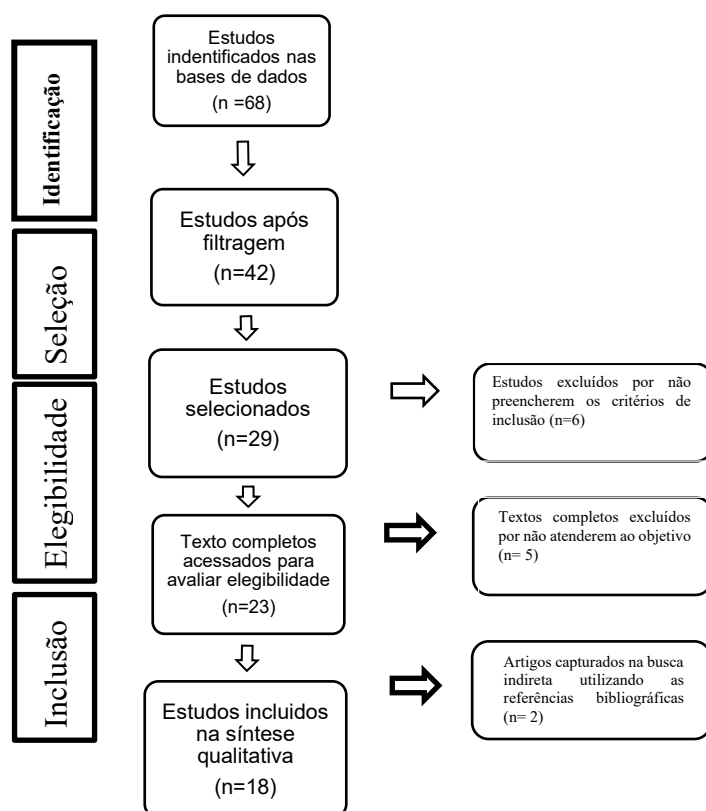 Identificação
Estudos
indentificados nas
bases de dados
(n =68)
Estudos após
filtragem
(n=42)
Seleção
Estudos
selecionados
(n=29)
Estudos excluídos por não
preencherem os critérios de
inclusão (n=6)
Elegibilidade
Texto completos
acessados para
avaliar elegibilidade
(n=23)
Textos completos excluídos
por não atenderem ao objetivo
(n= 5)
Inclusão
Estudos incluidos
na síntese
qualitativa
(n=18)
Artigos capturados na busca
indireta utilizando as
referências bibliográficas
(n= 2)